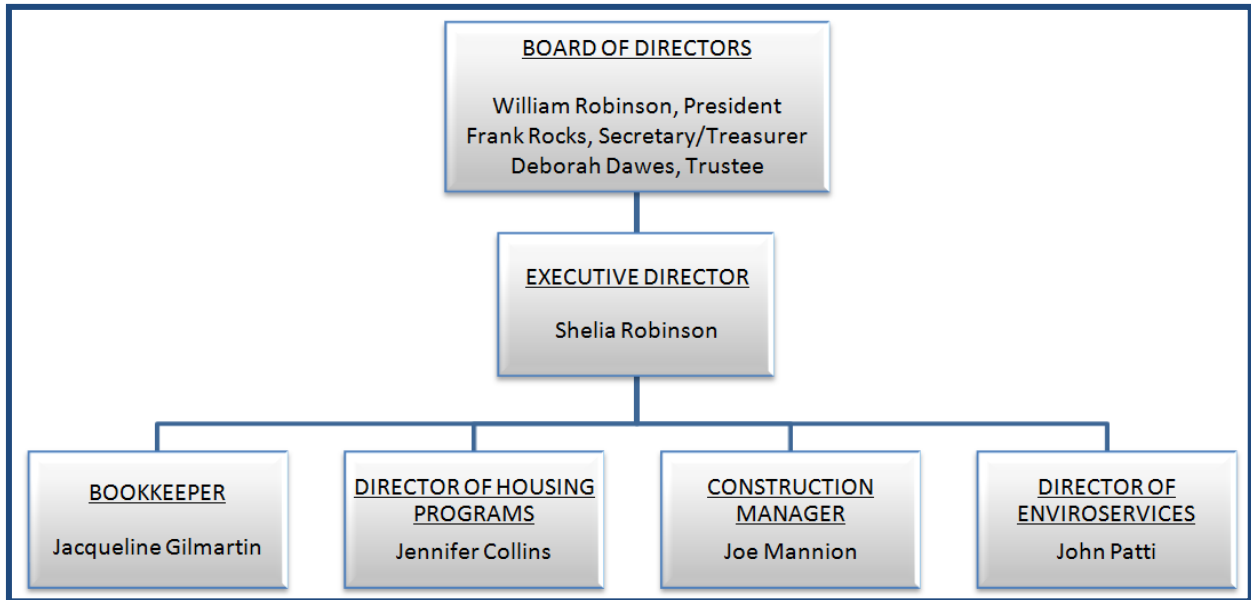 BOARD OF DIRECTORS
William Robinson, President
Frank Rocks, Secretary/Treasurer
Deborah Dawes, Trustee
EXECUTIVE DIRECTOR
Shelia Robinson
BOOKKEEPER
Jacqueline Gilmartin
DIRECTOR OF HOUSING
PROGRAMS
Jennifer Collins
CONSTRUCTION
MANAGER
Joe Mannion
DIRECTOR OF
ENVIROSERVICES
John Patti